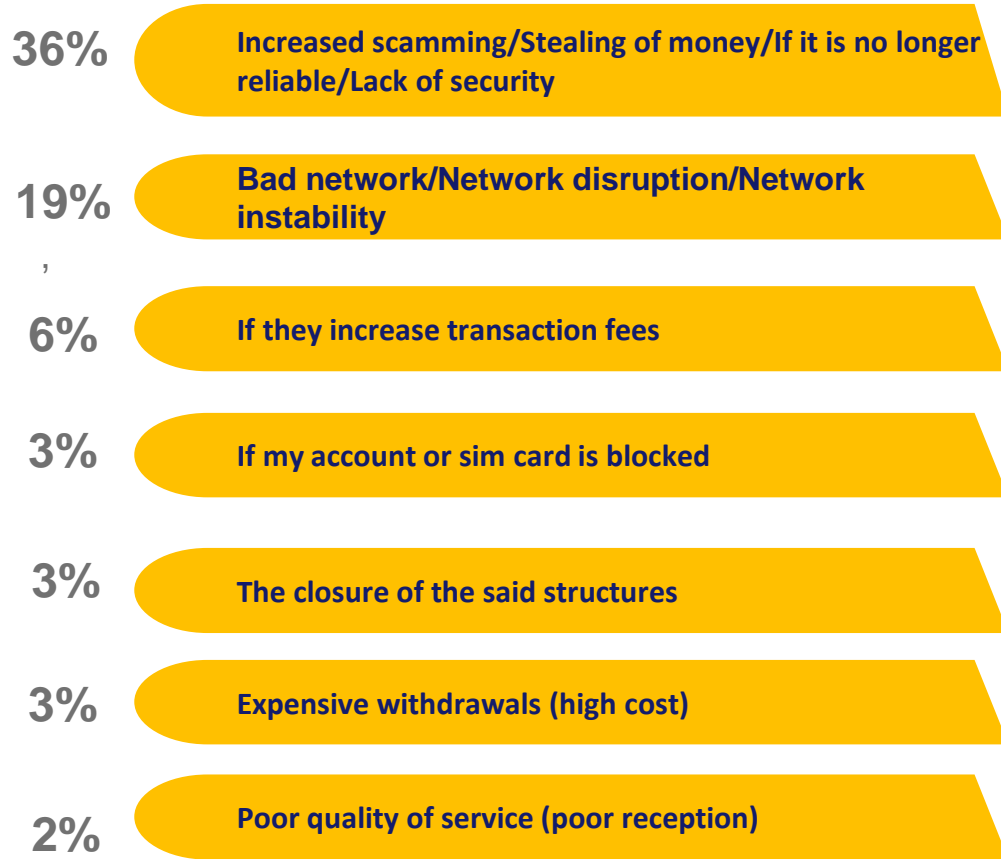 36%
Increased scamming/Stealing of money/If it is no longer
reliable/Lack of security
19%
Bad network/Network disruption/Network
instability
,
6%
If they increase transaction fees
3%
If my account or sim card is blocked
3%
The closure of the said structures
3%
Expensive withdrawals (high cost)
2%
Poor quality of service (poor reception)